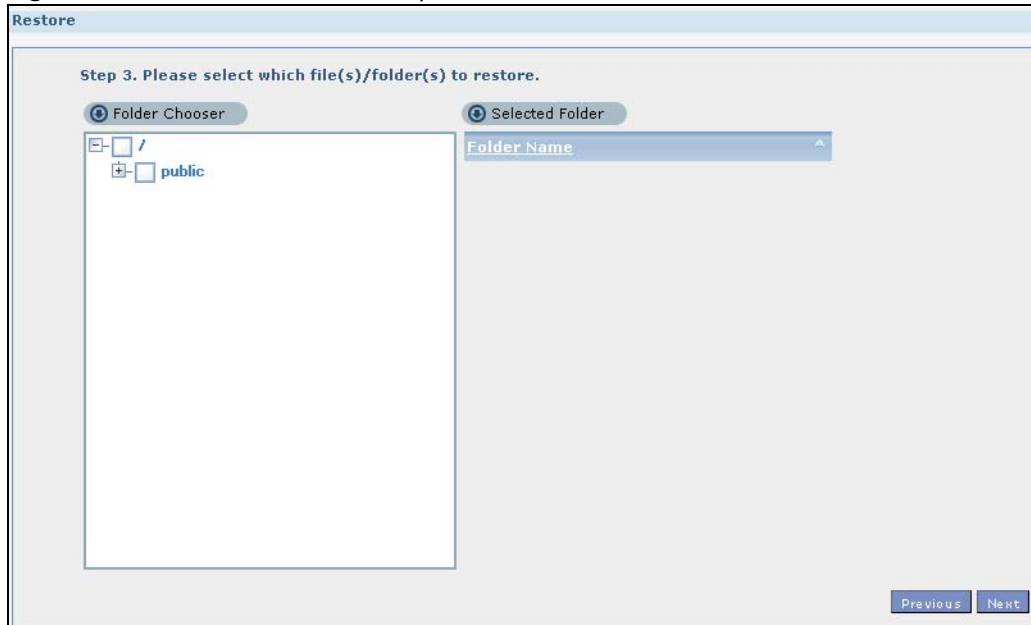 Restore
Step 3. Please select which file(s)/folder(s) to restore.
Folder Chooser
Selected Folder
/
public
Folder Name
Previous
Next